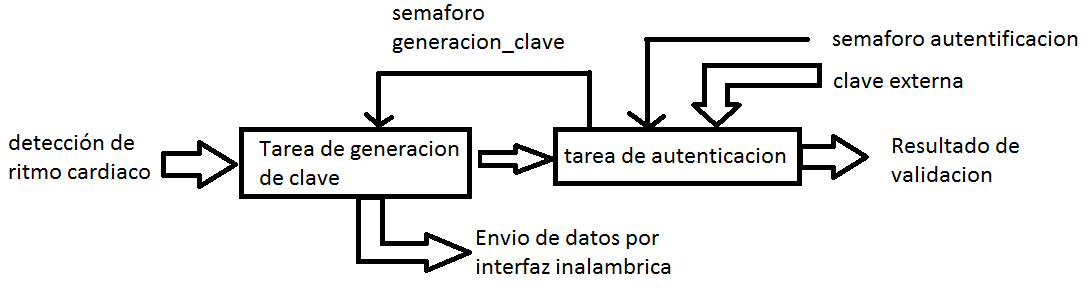 semaforo
generacion_clave
semaforo autentificacion
clave externa
detección de
ritmo cardiaco
Tarea de generacion
de clave
tarea de autenticacion
Resultado de
validacion
Envio de datos por
interfaz inalambrica